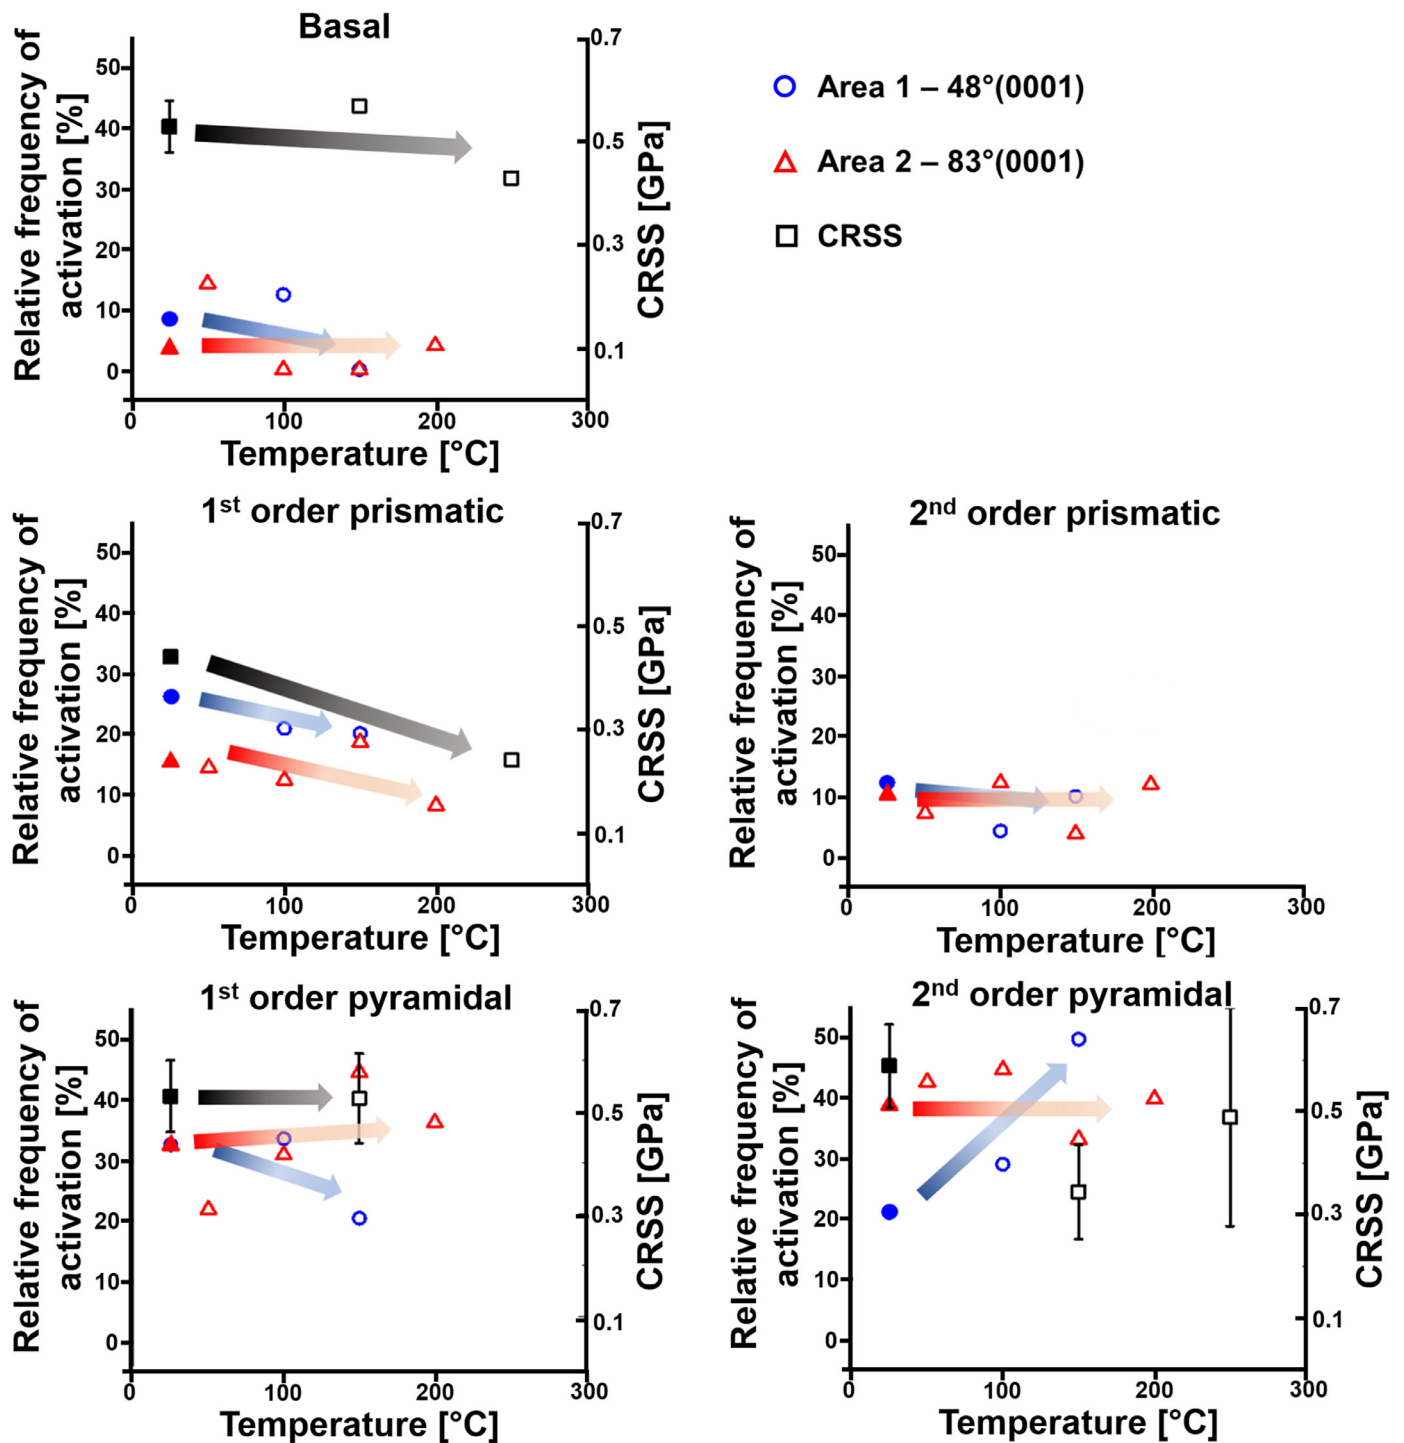 Basal
Relative frequency of
activation [%]
50
40
30
20
10
0
0.7
0.5
0.3
0.1
CRSS [GPa]
0
100
200
300
Temperature [°C]
Area 1 – 48°(0001)
Area 2 – 83°(0001)
CRSS
1st order prismatic
Relative frequency of
activation [%]
50
40
30
20
10
0
0.7
0.5
0.3
0.1
CRSS [GPa]
0
100
200
300
Temperature [°C]
2nd order prismatic
Relative frequency of
activation [%]
50
40
30
20
10
0
0
100
200
300
Temperature [°C]
1st order pyramidal
Relative frequency of
activation [%]
50
40
30
20
10
0
0.7
0.5
0.3
0.1
CRSS [GPa]
0
100
200
300
Temperature [°C]
2nd order pyramidal
Relative frequency of
activation [%]
50
40
30
20
10
0
0.7
0.5
0.3
0.1
CRSS [GPa]
0
100
200
300
Temperature [°C]